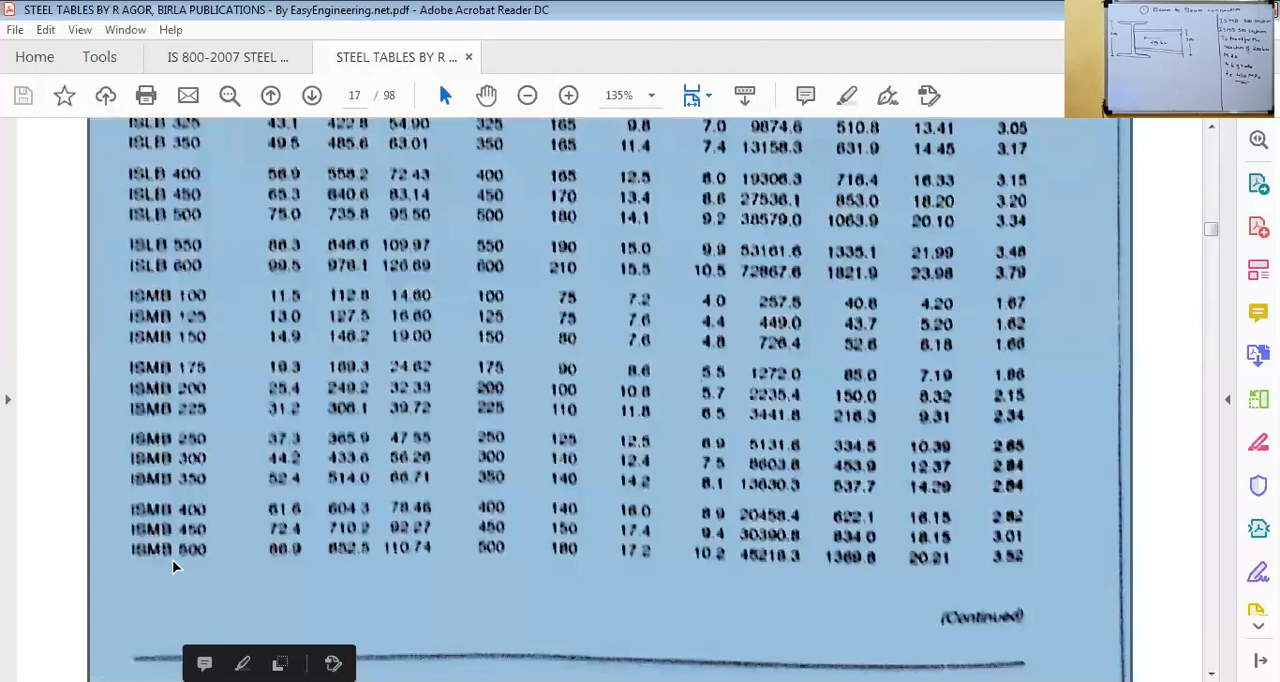 STEEL TABLES BY R AGOR, BIRLA PUBLICATIONS - By EasyEngineering.net.pdf - Adobe Acrobat Reader DC
File Edit View Window Help
Home Tools IS 800-2007 STEEL ... STEEL TABLES BY R ... ×
17 / 98 135%
ISLB 325 43.1 422.8 54.90 325 165 9.8 7.0 9874.6 510.8 13.41 3.05
ISLB 350 49.5 485.6 63.01 350 165 11.4 7.4 13158.3 631.9 14.45 3.17
ISLB 400 56.9 558.2 72.43 400 165 12.5 8.0 19306.3 716.4 16.33 3.15
ISLB 450 65.3 640.6 83.14 450 170 13.4 8.6 27536.1 853.0 18.20 3.20
ISLB 500 75.0 735.8 95.50 500 180 14.1 9.2 38579.0 1063.9 20.10 3.34
ISLB 550 86.3 846.6 109.97 550 190 15.0 9.9 53161.6 1335.1 21.99 3.48
ISLB 600 99.5 976.1 126.69 600 210 15.5 10.5 72867.6 1821.9 23.98 3.79
ISMB 100 11.5 112.8 14.60 100 75 7.2 4.0 257.5 40.8 4.20 1.67
ISMB 125 13.0 127.5 16.60 125 75 7.6 4.4 449.0 43.7 5.20 1.62
ISMB 150 14.9 146.2 19.00 150 80 7.6 4.8 726.4 52.6 6.18 1.66
ISMB 175 19.3 189.3 24.62 175 90 8.6 5.5 1272.0 85.0 7.19 1.86
ISMB 200 25.4 249.2 32.33 200 100 10.8 5.7 2235.4 150.0 8.32 2.15
ISMB 225 31.2 306.1 39.72 225 110 11.8 6.5 3441.8 218.3 9.31 2.34
ISMB 250 37.3 365.9 47.55 250 125 12.5 6.9 5131.6 334.5 10.39 2.65
ISMB 300 44.2 433.6 56.26 300 140 12.4 7.5 8603.6 453.9 12.37 2.84
ISMB 350 52.4 514.0 66.71 350 140 14.2 8.1 13630.3 537.7 14.29 2.84
ISMB 400 61.6 604.3 78.46 400 140 16.0 8.9 20458.4 622.1 16.15 2.82
ISMB 450 72.4 710.2 92.27 450 150 17.4 9.4 30390.8 834.0 18.15 3.01
ISMB 500 86.9 852.5 110.74 500 180 17.2 10.2 45218.3 1369.8 20.21 3.52
(Continued)